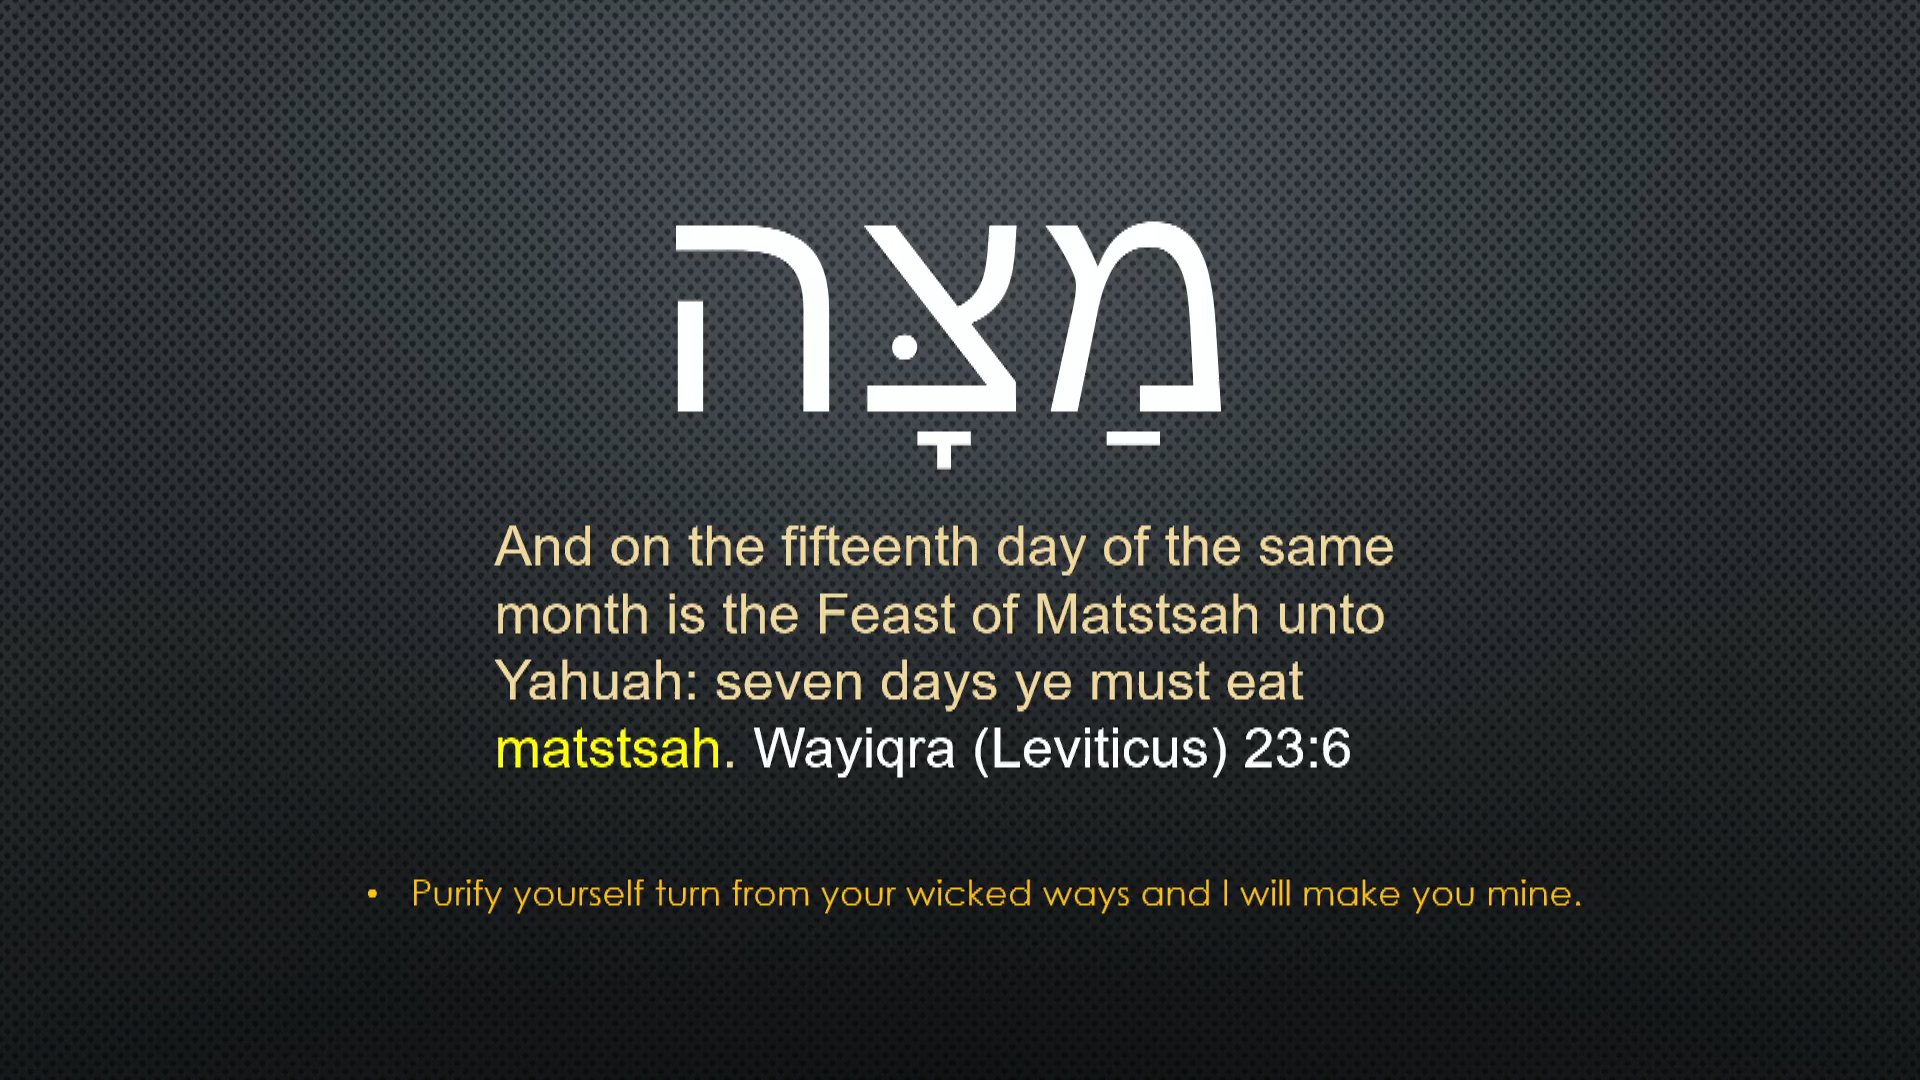 מַצָּה
And on the fifteenth day of the same
month is the Feast of Matstsah unto
Yahuah: seven days ye must eat
matstsah. Wayiqra (Leviticus) 23:6
• Purify yourself turn from your wicked ways and I will make you mine.